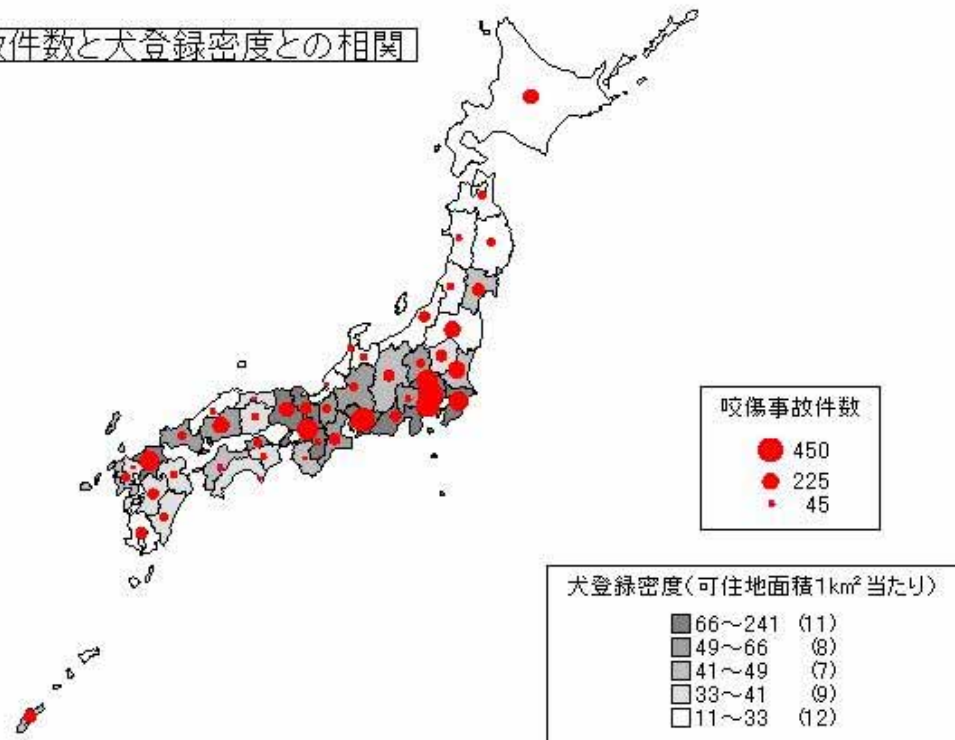 件数と犬登録密度との相関
咬傷事故件数
450
225
45
犬登録密度(可住地面積1km²当たり)
66～241 (11)
49～66 (8)
41～49 (7)
33～41 (9)
11～33 (12)